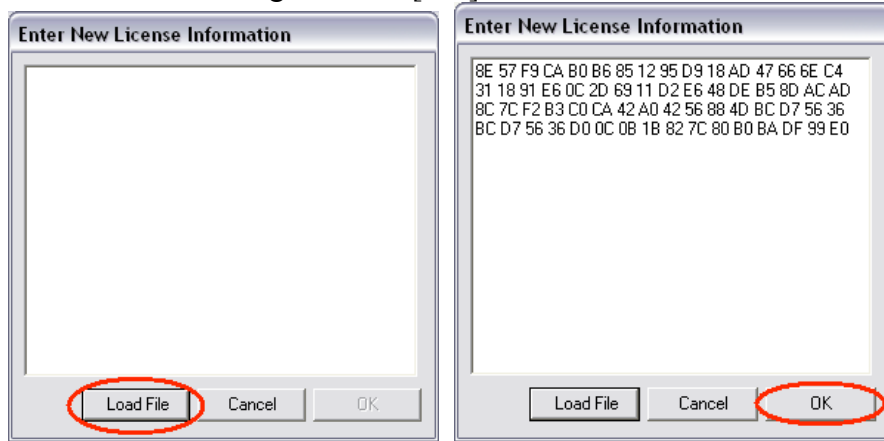 Enter New License Information
Load File
Cancel
OK
Enter New License Information
8E 57 F9 CA B0 B6 85 12 95 D9 18 AD 47 66 6E C4
31 18 91 E6 0C 2D 69 11 D2 E6 48 DE B5 8D AC AD
8C 7C F2 B3 C0 CA 42 A0 42 56 88 4D BC D7 56 36
BC D7 56 36 D0 0C 0B 1B 82 7C 80 B0 BA DF 99 E0
Load File
Cancel
OK